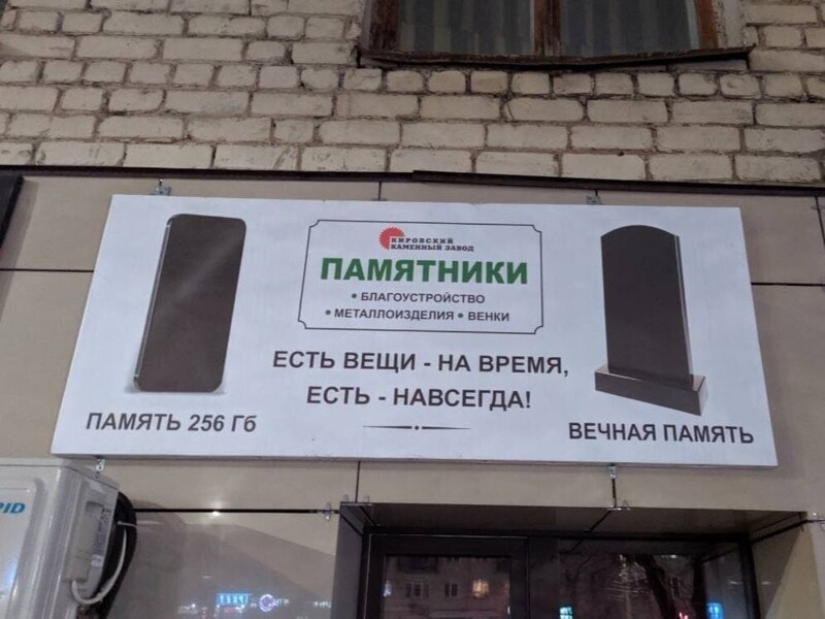 КИРОВСКИЙ
КАМЕННЫЙ ЗАВОД
ПАМЯТНИКИ
• БЛАГОУСТРОЙСТВО
• МЕТАЛЛОИЗДЕЛИЯ • ВЕНКИ
ЕСТЬ ВЕЩИ - НА ВРЕМЯ,
ЕСТЬ - НАВСЕГДА!
ПАМЯТЬ 256 Гб
ВЕЧНАЯ ПАМЯТЬ